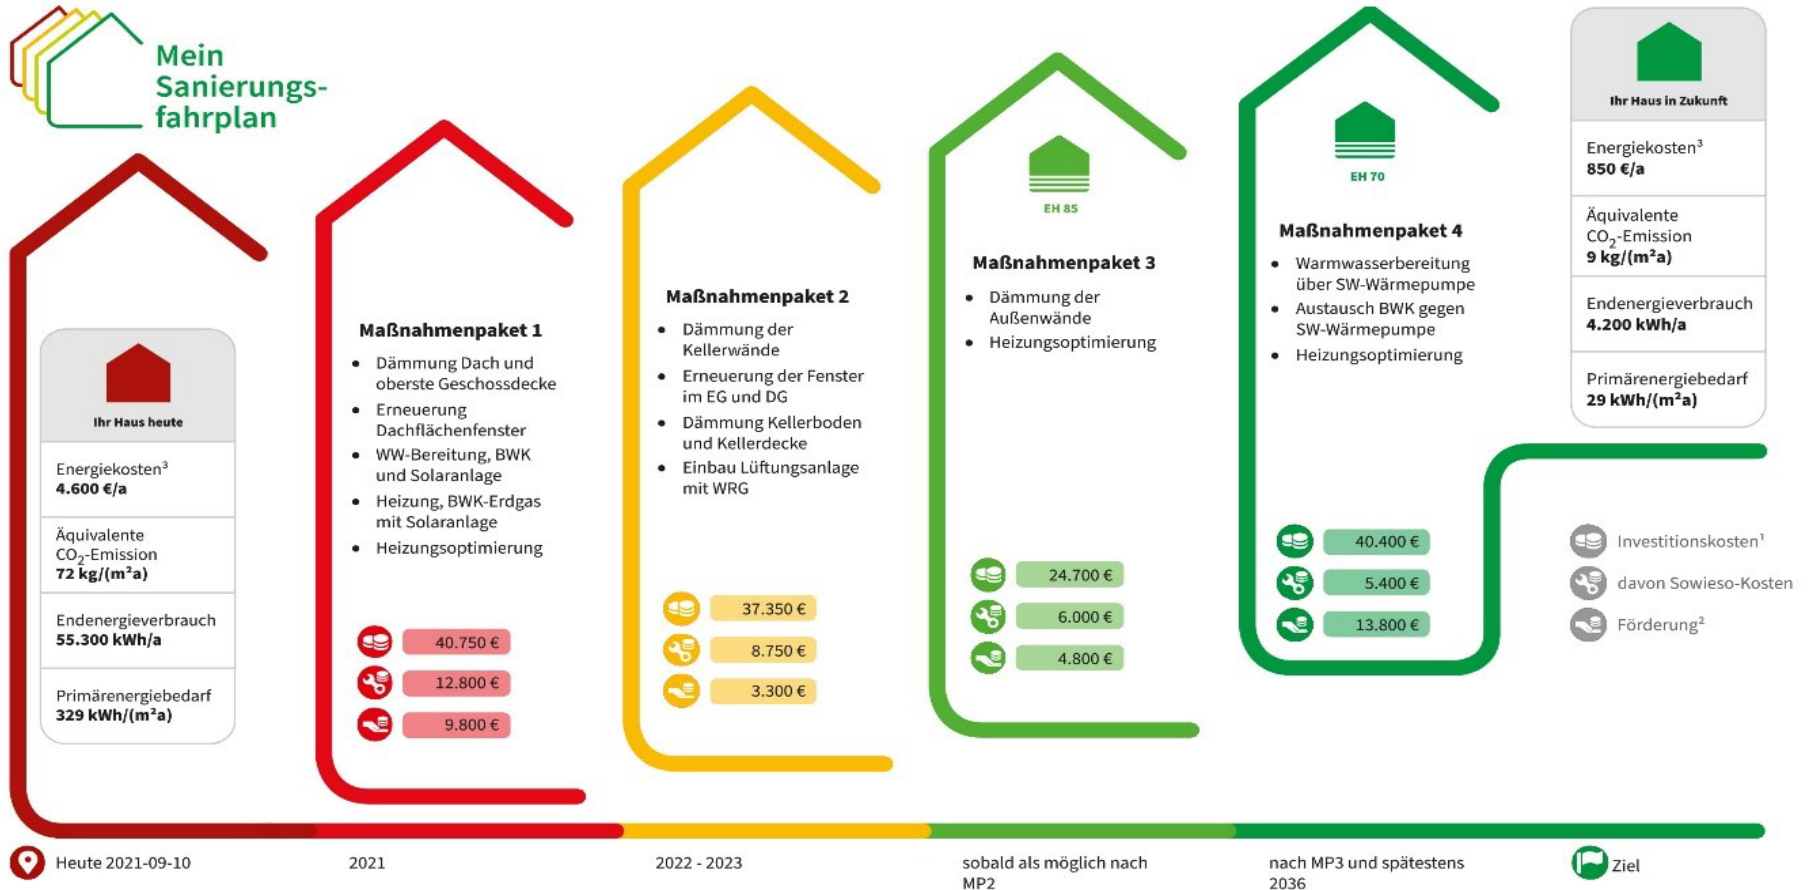 Mein
Sanierungs-
fahrplan
Ihr Haus heute
Energiekosten³
4.600 €/a
Äquivalente
CO₂-Emission
72 kg/(m²a)
Endenergieverbrauch
55.300 kWh/a
Primärenergiebedarf
329 kWh/(m²a)
Maßnahmenpaket 1
• Dämmung Dach und
oberste Geschossdecke
• Erneuerung
Dachflächenfenster
• WW-Bereitung, BWK
und Solaranlage
• Heizung, BWK-Erdgas
mit Solaranlage
• Heizungsoptimierung
40.750 €
12.800 €
9.800 €
Maßnahmenpaket 2
• Dämmung der
Kellerwände
• Erneuerung der Fenster
im EG und DG
• Dämmung Kellerboden
und Kellerdecke
• Einbau Lüftungsanlage
mit WRG
37.350 €
8.750 €
3.300 €
EH 85
Maßnahmenpaket 3
• Dämmung der
Außenwände
• Heizungsoptimierung
24.700 €
6.000 €
4.800 €
EH 70
Maßnahmenpaket 4
• Warmwasserbereitung
über SW-Wärmepumpe
• Austausch BWK gegen
SW-Wärmepumpe
• Heizungsoptimierung
40.400 €
5.400 €
13.800 €
Ihr Haus in Zukunft
Energiekosten³
850 €/a
Äquivalente
CO₂-Emission
9 kg/(m²a)
Endenergieverbrauch
4.200 kWh/a
Primärenergiebedarf
29 kWh/(m²a)
Investitionskosten¹
davon Sowieso-Kosten
Förderung²
Heute 2021-09-10
2021
2022 - 2023
sobald als möglich nach
MP2
nach MP3 und spätestens
2036
Ziel